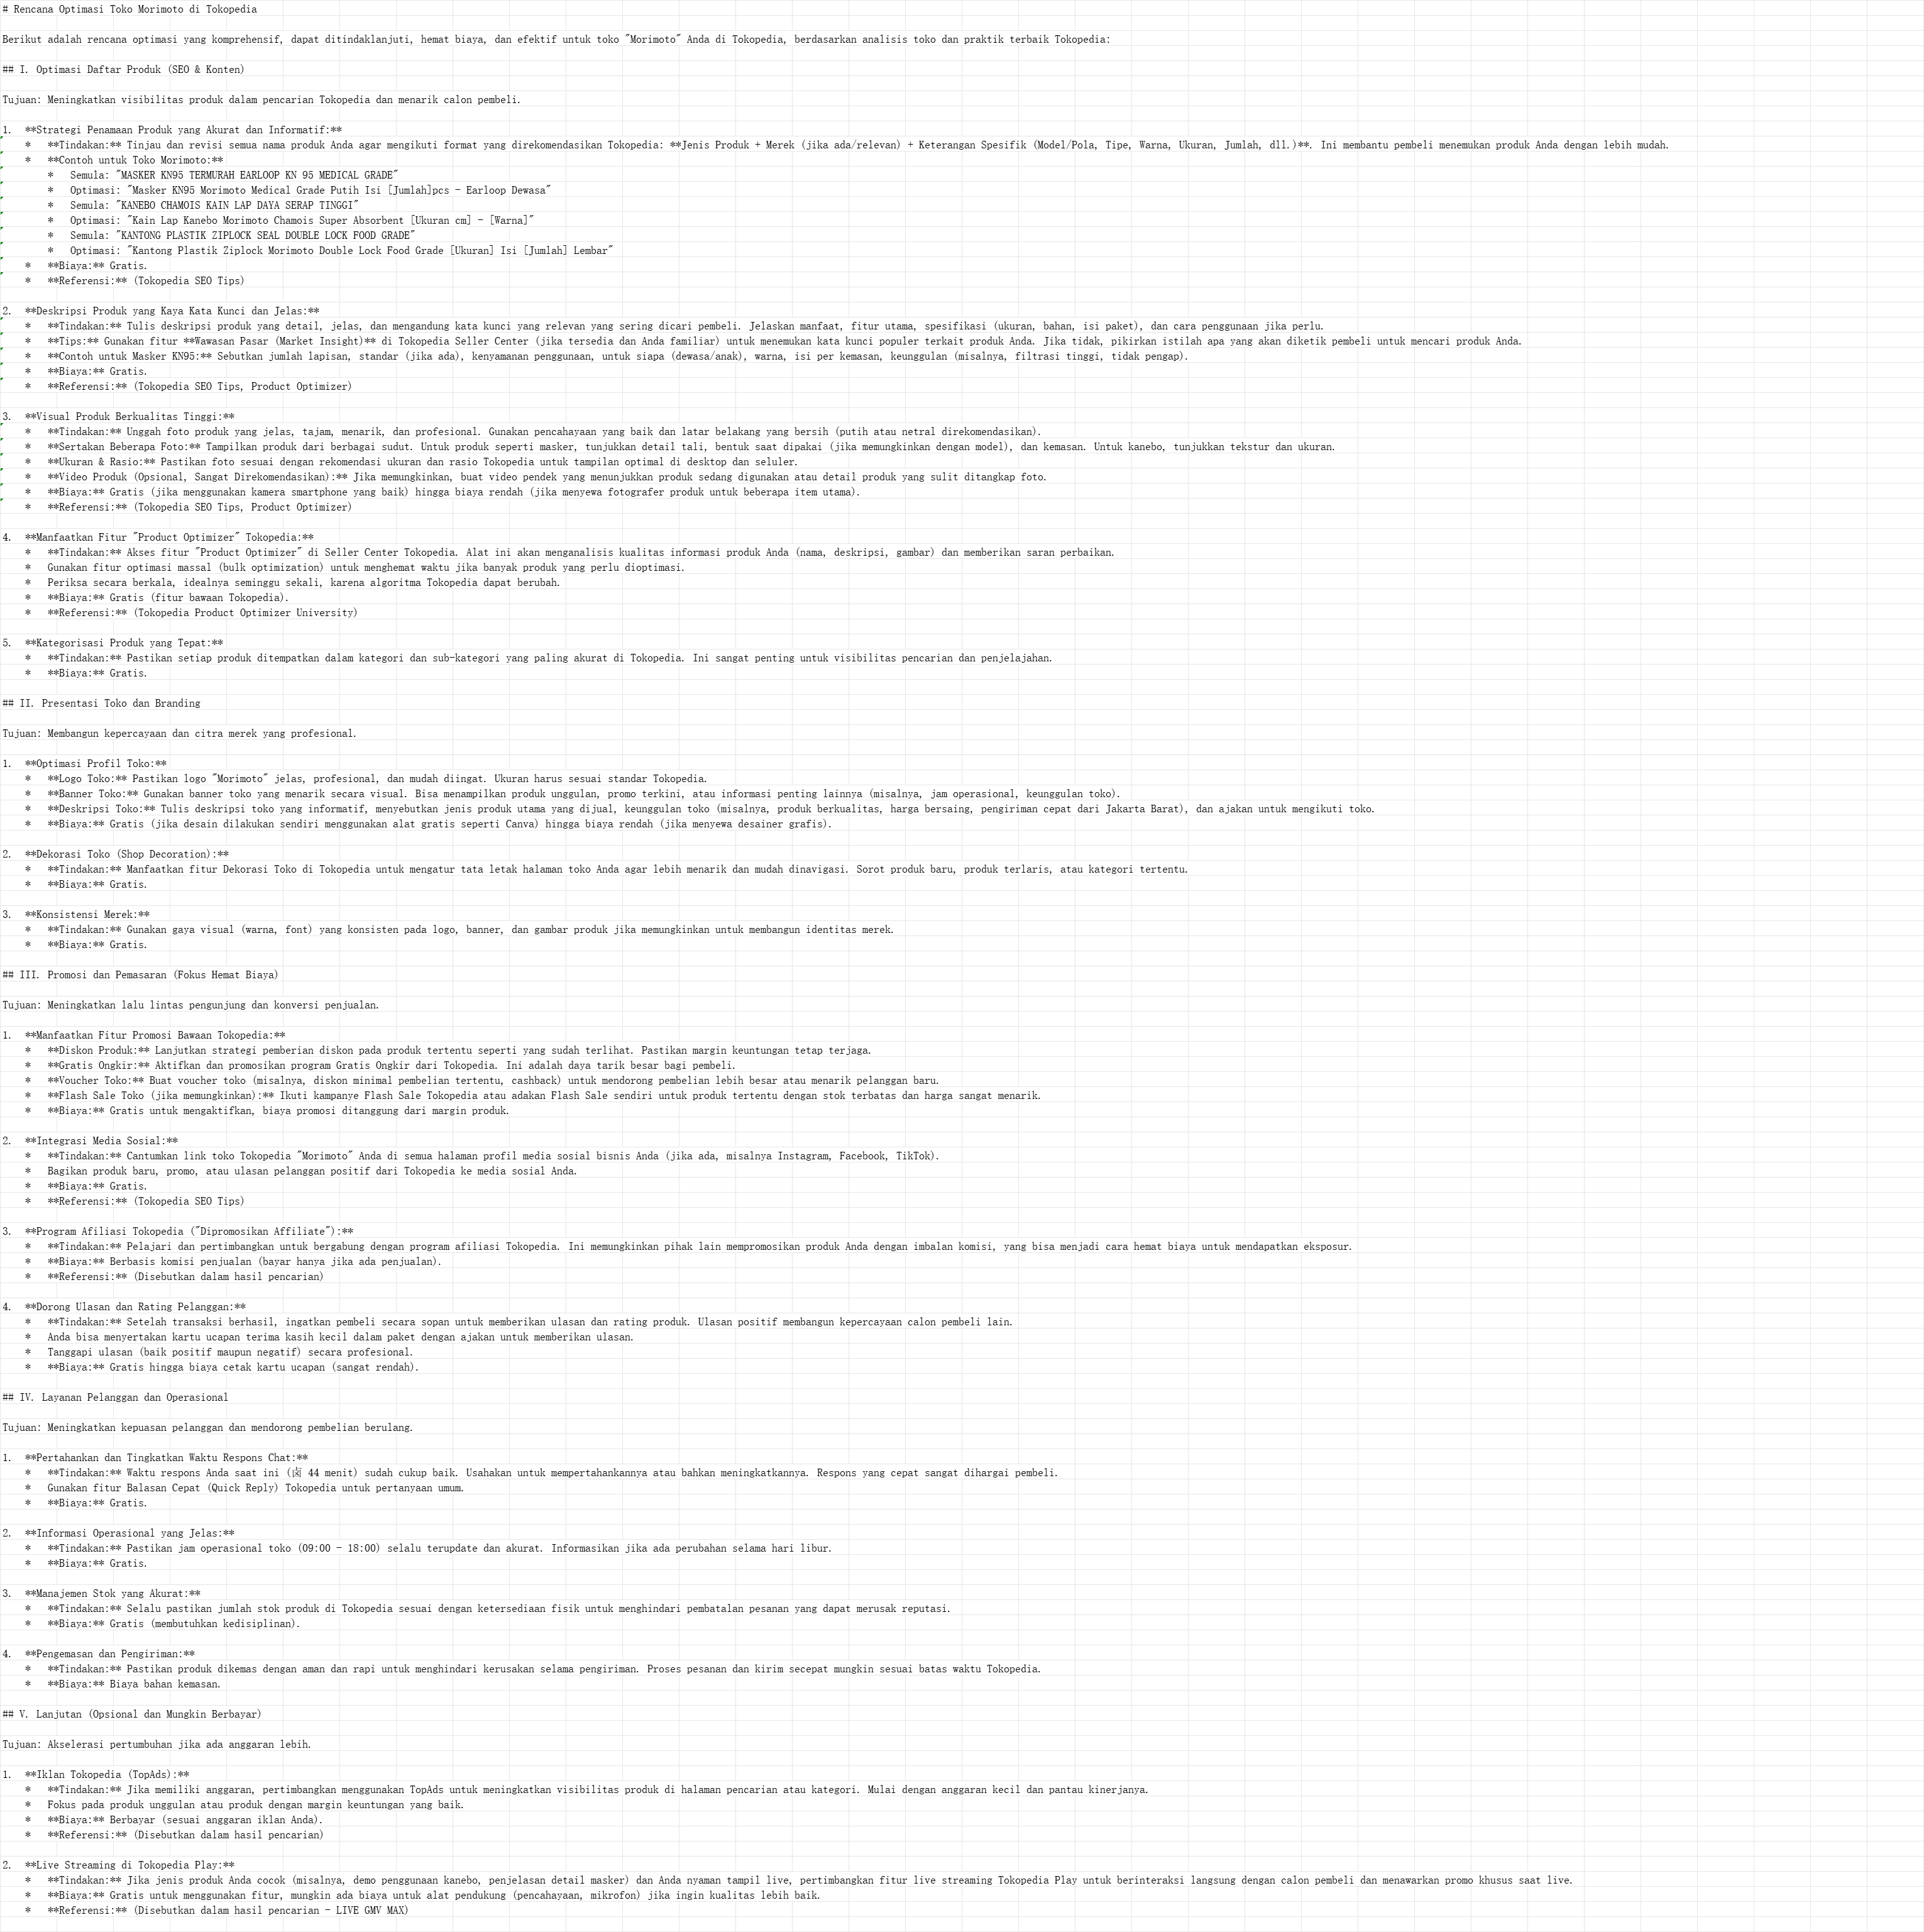 # Rencana Optimasi Toko Morimoto di Tokopedia
Berikut adalah rencana optimasi yang komprehensif, dapat ditindaklanjuti, hemat biaya, dan efektif untuk toko "Morimoto" Anda di Tokopedia, berdasarkan analisis toko dan praktik terbaik Tokopedia:
## I. Optimasi Daftar Produk (SEO & Konten)
Tujuan: Meningkatkan visibilitas produk dalam pencarian Tokopedia dan menarik calon pembeli.
1.  **Strategi Penamaan Produk yang Akurat dan Informatif:**
    *   **Tindakan:** Tinjau dan revisi semua nama produk Anda agar mengikuti format yang direkomendasikan Tokopedia: **Jenis Produk + Merek (jika ada/relevan) + Keterangan Spesifik (Model/Pola, Tipe, Warna, Ukuran, Jumlah, dll.)**. Ini membantu pembeli menemukan produk Anda dengan lebih mudah.
    *   **Contoh untuk Toko Morimoto:**
        *   Semula: "MASKER KN95 TERMURAH EARLOOP KN 95 MEDICAL GRADE"
        *   Optimasi: "Masker KN95 Morimoto Medical Grade Putih Isi [Jumlah]pcs - Earloop Dewasa"
        *   Semula: "KANEBO CHAMOIS KAIN LAP DAYA SERAP TINGGI"
        *   Optimasi: "Kain Lap Kanebo Morimoto Chamois Super Absorbent [Ukuran cm] - [Warna]"
        *   Semula: "KANTONG PLASTIK ZIPLOCK SEAL DOUBLE LOCK FOOD GRADE"
        *   Optimasi: "Kantong Plastik Ziplock Morimoto Double Lock Food Grade [Ukuran] Isi [Jumlah] Lembar"
    *   **Biaya:** Gratis.
    *   **Referensi:** (Tokopedia SEO Tips)
2.  **Deskripsi Produk yang Kaya Kata Kunci dan Jelas:**
    *   **Tindakan:** Tulis deskripsi produk yang detail, jelas, dan mengandung kata kunci yang relevan yang sering dicari pembeli. Jelaskan manfaat, fitur utama, spesifikasi (ukuran, bahan, isi paket), dan cara penggunaan jika perlu.
    *   **Tips:** Gunakan fitur **Wawasan Pasar (Market Insight)** di Tokopedia Seller Center (jika tersedia dan Anda familiar) untuk menemukan kata kunci populer terkait produk Anda. Jika tidak, pikirkan istilah apa yang akan diketik pembeli untuk mencari produk Anda.
    *   **Contoh untuk Masker KN95:** Sebutkan jumlah lapisan, standar (jika ada), kenyamanan penggunaan, untuk siapa (dewasa/anak), warna, isi per kemasan, keunggulan (misalnya, filtrasi tinggi, tidak pengap).
    *   **Biaya:** Gratis.
    *   **Referensi:** (Tokopedia SEO Tips, Product Optimizer)
3.  **Visual Produk Berkualitas Tinggi:**
    *   **Tindakan:** Unggah foto produk yang jelas, tajam, menarik, dan profesional. Gunakan pencahayaan yang baik dan latar belakang yang bersih (putih atau netral direkomendasikan).
    *   **Sertakan Beberapa Foto:** Tampilkan produk dari berbagai sudut. Untuk produk seperti masker, tunjukkan detail tali, bentuk saat dipakai (jika memungkinkan dengan model), dan kemasan. Untuk kanebo, tunjukkan tekstur dan ukuran.
    *   **Ukuran & Rasio:** Pastikan foto sesuai dengan rekomendasi ukuran dan rasio Tokopedia untuk tampilan optimal di desktop dan seluler.
    *   **Video Produk (Opsional, Sangat Direkomendasikan):** Jika memungkinkan, buat video pendek yang menunjukkan produk sedang digunakan atau detail produk yang sulit ditangkap foto.
    *   **Biaya:** Gratis (jika menggunakan kamera smartphone yang baik) hingga biaya rendah (jika menyewa fotografer produk untuk beberapa item utama).
    *   **Referensi:** (Tokopedia SEO Tips, Product Optimizer)
4.  **Manfaatkan Fitur "Product Optimizer" Tokopedia:**
    *   **Tindakan:** Akses fitur "Product Optimizer" di Seller Center Tokopedia. Alat ini akan menganalisis kualitas informasi produk Anda (nama, deskripsi, gambar) dan memberikan saran perbaikan.
    *   Gunakan fitur optimasi massal (bulk optimization) untuk menghemat waktu jika banyak produk yang perlu dioptimasi.
    *   Periksa secara berkala, idealnya seminggu sekali, karena algoritma Tokopedia dapat berubah.
    *   **Biaya:** Gratis (fitur bawaan Tokopedia).
    *   **Referensi:** (Tokopedia Product Optimizer University)
5.  **Kategorisasi Produk yang Tepat:**
    *   **Tindakan:** Pastikan setiap produk ditempatkan dalam kategori dan sub-kategori yang paling akurat di Tokopedia. Ini sangat penting untuk visibilitas pencarian dan penjelajahan.
    *   **Biaya:** Gratis.
## II. Presentasi Toko dan Branding
Tujuan: Membangun kepercayaan dan citra merek yang profesional.
1.  **Optimasi Profil Toko:**
    *   **Logo Toko:** Pastikan logo "Morimoto" jelas, profesional, dan mudah diingat. Ukuran harus sesuai standar Tokopedia.
    *   **Banner Toko:** Gunakan banner toko yang menarik secara visual. Bisa menampilkan produk unggulan, promo terkini, atau informasi penting lainnya (misalnya, jam operasional, keunggulan toko).
    *   **Deskripsi Toko:** Tulis deskripsi toko yang informatif, menyebutkan jenis produk utama yang dijual, keunggulan toko (misalnya, produk berkualitas, harga bersaing, pengiriman cepat dari Jakarta Barat), dan ajakan untuk mengikuti toko.
    *   **Biaya:** Gratis (jika desain dilakukan sendiri menggunakan alat gratis seperti Canva) hingga biaya rendah (jika menyewa desainer grafis).
2.  **Dekorasi Toko (Shop Decoration):**
    *   **Tindakan:** Manfaatkan fitur Dekorasi Toko di Tokopedia untuk mengatur tata letak halaman toko Anda agar lebih menarik dan mudah dinavigasi. Sorot produk baru, produk terlaris, atau kategori tertentu.
    *   **Biaya:** Gratis.
3.  **Konsistensi Merek:**
    *   **Tindakan:** Gunakan gaya visual (warna, font) yang konsisten pada logo, banner, dan gambar produk jika memungkinkan untuk membangun identitas merek.
    *   **Biaya:** Gratis.
## III. Promosi dan Pemasaran (Fokus Hemat Biaya)
Tujuan: Meningkatkan lalu lintas pengunjung dan konversi penjualan.
1.  **Manfaatkan Fitur Promosi Bawaan Tokopedia:**
    *   **Diskon Produk:** Lanjutkan strategi pemberian diskon pada produk tertentu seperti yang sudah terlihat. Pastikan margin keuntungan tetap terjaga.
    *   **Gratis Ongkir:** Aktifkan dan promosikan program Gratis Ongkir dari Tokopedia. Ini adalah daya tarik besar bagi pembeli.
    *   **Voucher Toko:** Buat voucher toko (misalnya, diskon minimal pembelian tertentu, cashback) untuk mendorong pembelian lebih besar atau menarik pelanggan baru.
    *   **Flash Sale Toko (jika memungkinkan):** Ikuti kampanye Flash Sale Tokopedia atau adakan Flash Sale sendiri untuk produk tertentu dengan stok terbatas dan harga sangat menarik.
    *   **Biaya:** Gratis untuk mengaktifkan, biaya promosi ditanggung dari margin produk.
2.  **Integrasi Media Sosial:**
    *   **Tindakan:** Cantumkan link toko Tokopedia "Morimoto" Anda di semua halaman profil media sosial bisnis Anda (jika ada, misalnya Instagram, Facebook, TikTok).
    *   Bagikan produk baru, promo, atau ulasan pelanggan positif dari Tokopedia ke media sosial Anda.
    *   **Biaya:** Gratis.
    *   **Referensi:** (Tokopedia SEO Tips)
3.  **Program Afiliasi Tokopedia ("Dipromosikan Affiliate"):**
    *   **Tindakan:** Pelajari dan pertimbangkan untuk bergabung dengan program afiliasi Tokopedia. Ini memungkinkan pihak lain mempromosikan produk Anda dengan imbalan komisi, yang bisa menjadi cara hemat biaya untuk mendapatkan eksposur.
    *   **Biaya:** Berbasis komisi penjualan (bayar hanya jika ada penjualan).
    *   **Referensi:** (Disebutkan dalam hasil pencarian)
4.  **Dorong Ulasan dan Rating Pelanggan:**
    *   **Tindakan:** Setelah transaksi berhasil, ingatkan pembeli secara sopan untuk memberikan ulasan dan rating produk. Ulasan positif membangun kepercayaan calon pembeli lain.
    *   Anda bisa menyertakan kartu ucapan terima kasih kecil dalam paket dengan ajakan untuk memberikan ulasan.
    *   Tanggapi ulasan (baik positif maupun negatif) secara profesional.
    *   **Biaya:** Gratis hingga biaya cetak kartu ucapan (sangat rendah).
## IV. Layanan Pelanggan dan Operasional
Tujuan: Meningkatkan kepuasan pelanggan dan mendorong pembelian berulang.
1.  **Pertahankan dan Tingkatkan Waktu Respons Chat:**
    *   **Tindakan:** Waktu respons Anda saat ini (卤 44 menit) sudah cukup baik. Usahakan untuk mempertahankannya atau bahkan meningkatkannya. Respons yang cepat sangat dihargai pembeli.
    *   Gunakan fitur Balasan Cepat (Quick Reply) Tokopedia untuk pertanyaan umum.
    *   **Biaya:** Gratis.
2.  **Informasi Operasional yang Jelas:**
    *   **Tindakan:** Pastikan jam operasional toko (09:00 - 18:00) selalu terupdate dan akurat. Informasikan jika ada perubahan selama hari libur.
    *   **Biaya:** Gratis.
3.  **Manajemen Stok yang Akurat:**
    *   **Tindakan:** Selalu pastikan jumlah stok produk di Tokopedia sesuai dengan ketersediaan fisik untuk menghindari pembatalan pesanan yang dapat merusak reputasi.
    *   **Biaya:** Gratis (membutuhkan kedisiplinan).
4.  **Pengemasan dan Pengiriman:**
    *   **Tindakan:** Pastikan produk dikemas dengan aman dan rapi untuk menghindari kerusakan selama pengiriman. Proses pesanan dan kirim secepat mungkin sesuai batas waktu Tokopedia.
    *   **Biaya:** Biaya bahan kemasan.
## V. Lanjutan (Opsional dan Mungkin Berbayar)
Tujuan: Akselerasi pertumbuhan jika ada anggaran lebih.
1.  **Iklan Tokopedia (TopAds):**
    *   **Tindakan:** Jika memiliki anggaran, pertimbangkan menggunakan TopAds untuk meningkatkan visibilitas produk di halaman pencarian atau kategori. Mulai dengan anggaran kecil dan pantau kinerjanya.
    *   Fokus pada produk unggulan atau produk dengan margin keuntungan yang baik.
    *   **Biaya:** Berbayar (sesuai anggaran iklan Anda).
    *   **Referensi:** (Disebutkan dalam hasil pencarian)
2.  **Live Streaming di Tokopedia Play:**
    *   **Tindakan:** Jika jenis produk Anda cocok (misalnya, demo penggunaan kanebo, penjelasan detail masker) dan Anda nyaman tampil live, pertimbangkan fitur live streaming Tokopedia Play untuk berinteraksi langsung dengan calon pembeli dan menawarkan promo khusus saat live.
    *   **Biaya:** Gratis untuk menggunakan fitur, mungkin ada biaya untuk alat pendukung (pencahayaan, mikrofon) jika ingin kualitas lebih baik.
    *   **Referensi:** (Disebutkan dalam hasil pencarian - LIVE GMV MAX)